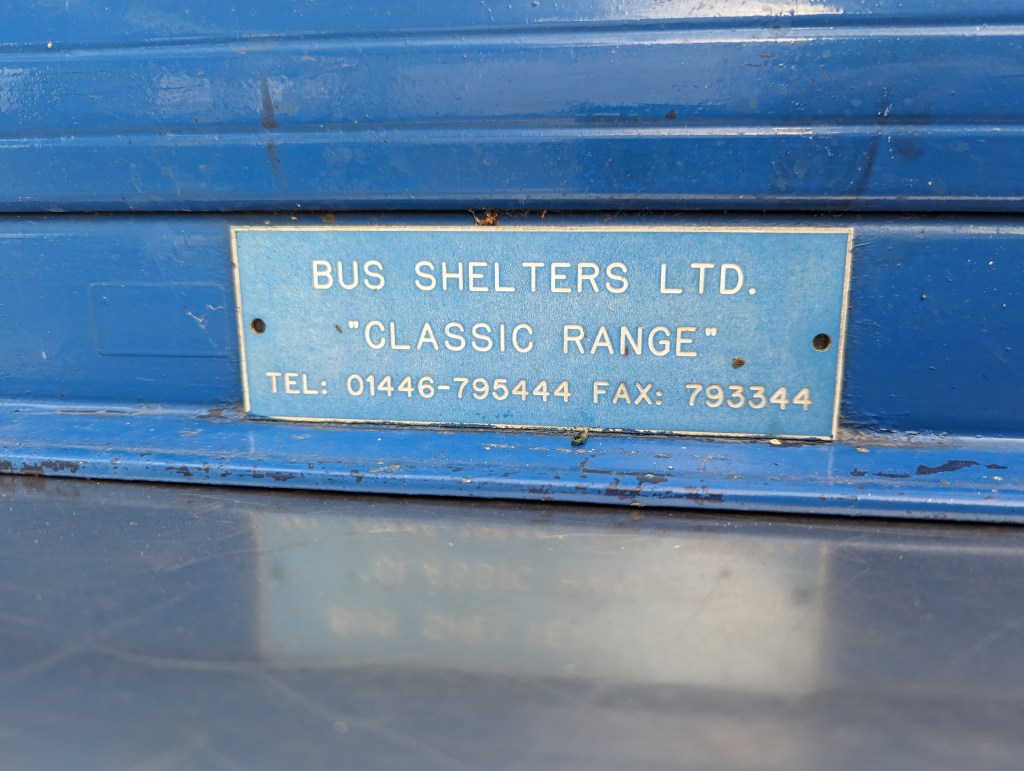 BUS SHELTERS LTD.
"CLASSIC RANGE"
TEL: 01446-795444 FAX: 793344